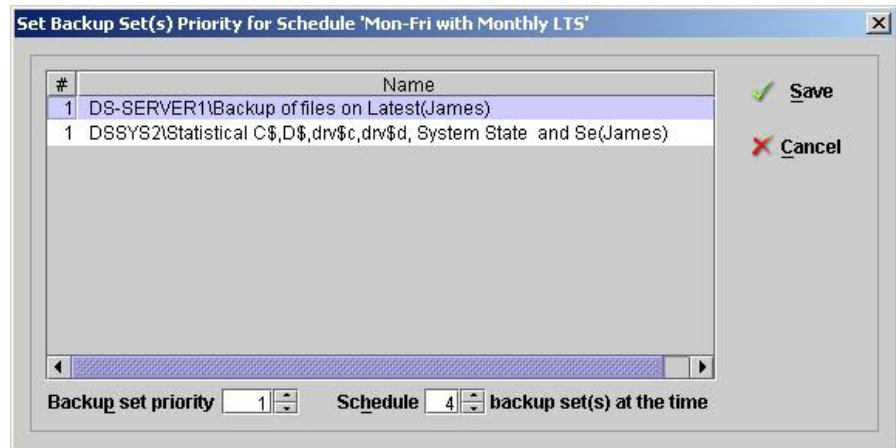 Set Backup Set(s) Priority for Schedule 'Mon-Fri with Monthly LTS'
# Name
1 DS-SERVER1\Backup of files on Latest(James)
1 DSSYS2\Statistical C$,D$,drv$c,drv$d, System State and Se(James)
Save
Cancel
Backup set priority 1 Schedule 4 backup set(s) at the time